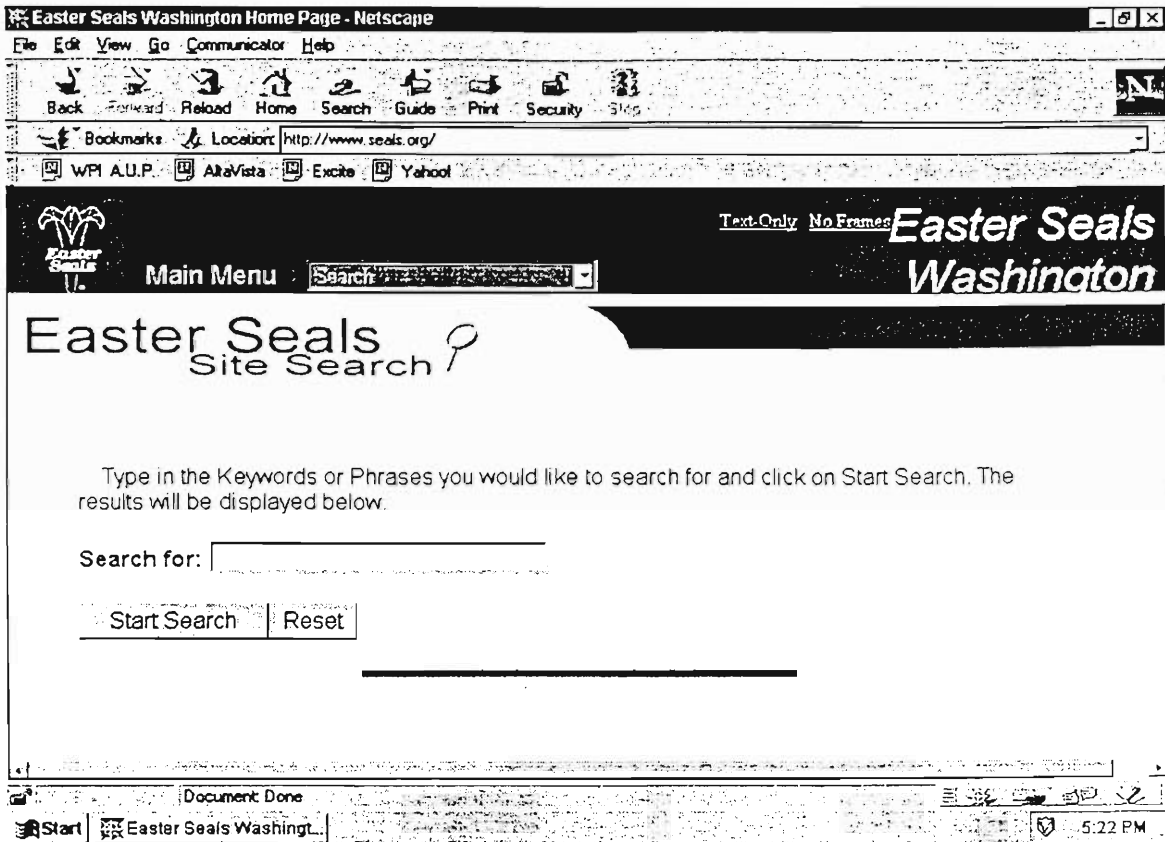 Easter Seals Washington Home Page - Netscape
File Edit View Go Communicator Help
Back Forward Reload Home Search Guide Print Security Stop
N
Bookmarks Location: http://www.seals.org/
WPI A.U.P. AltaVista Excite Yahoo!
Text-Only No Frames Easter Seals
Washington
Easter
Seals
Main Menu Search
Easter Seals
Site Search
Type in the Keywords or Phrases you would like to search for and click on Start Search. The
results will be displayed below.
Search for:
Start Search Reset
Document: Done
Start Easter Seals Washingt... 5:22 PM